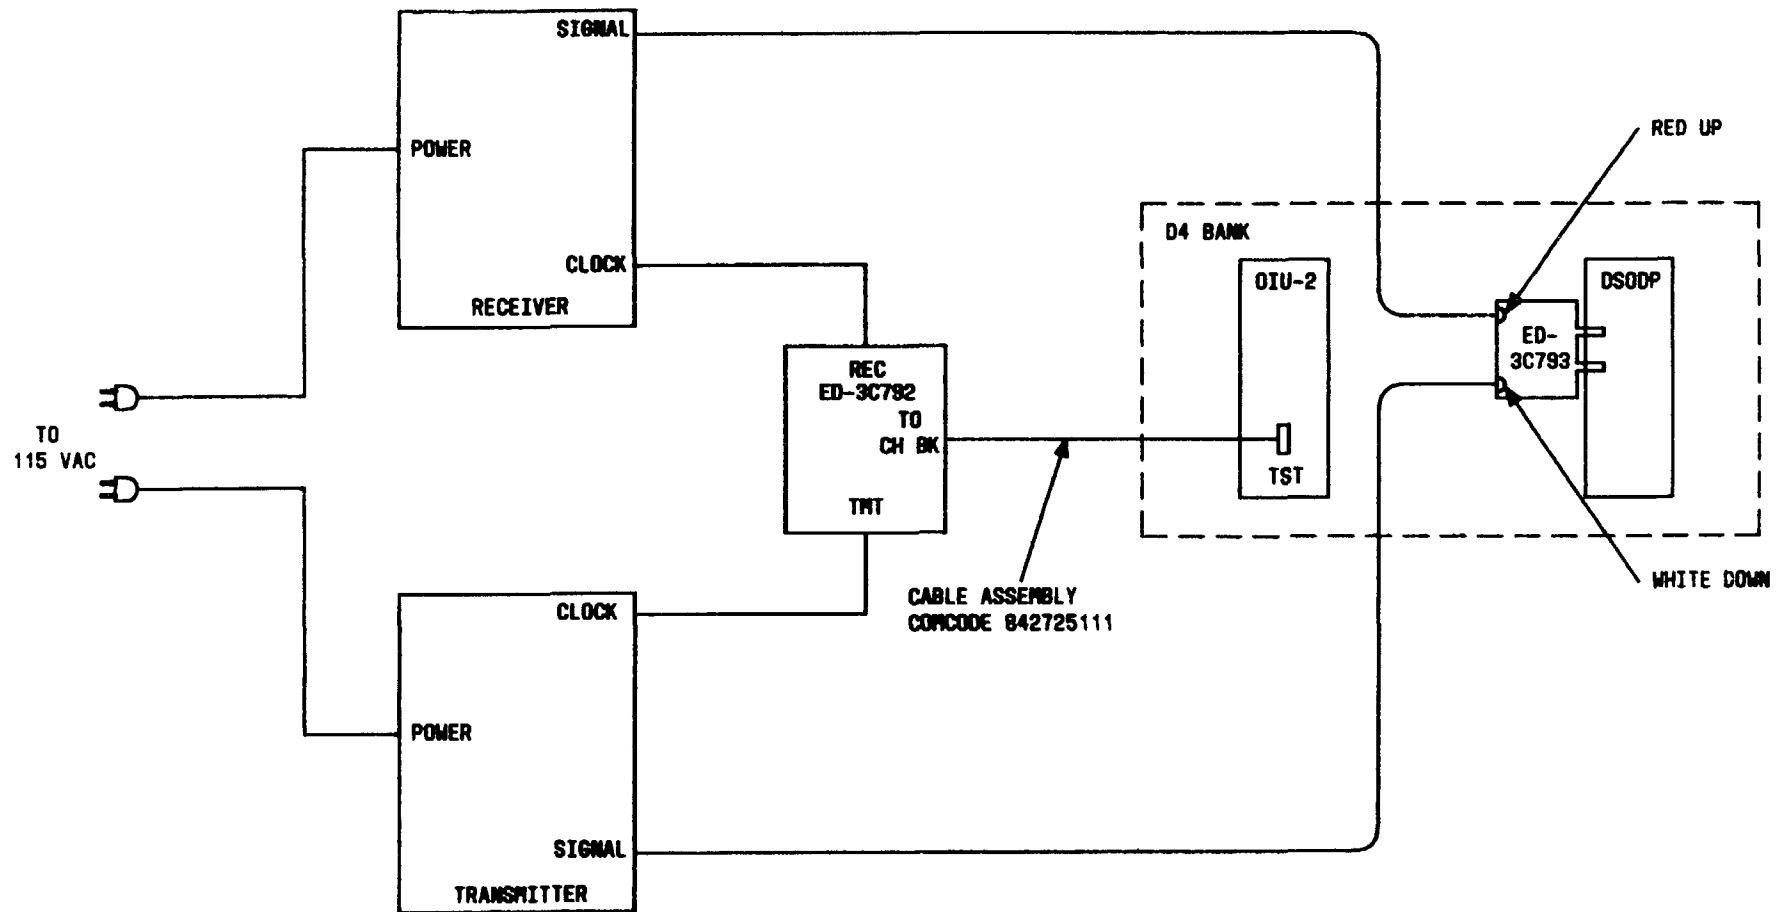 SIGNAL
POWER
CLOCK
RECEIVER
RED UP
D4 BANK
OIU-2
DSODP
ED-
3C793
REC
ED-3C792
TO
CH BK
TMT
TST
TO
115 VAC
CABLE ASSEMBLY
COMCODE 842725111
WHITE DOWN
CLOCK
POWER
SIGNAL
TRANSMITTER